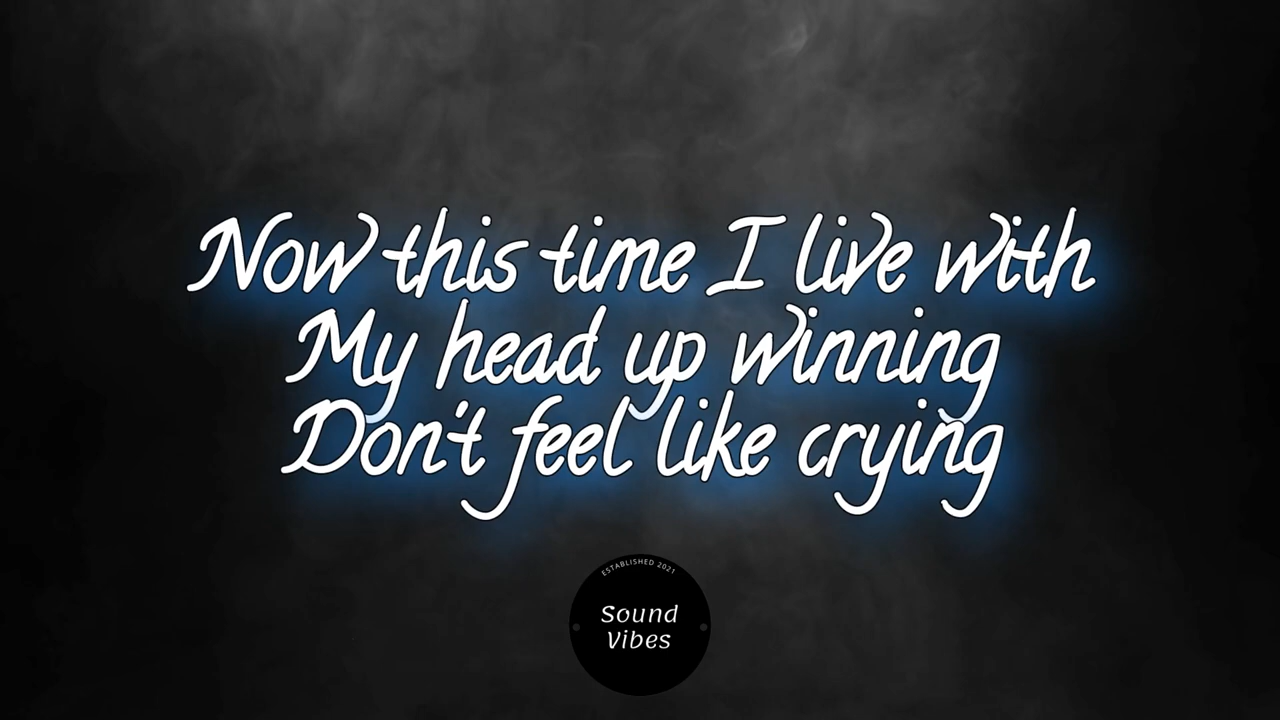 Now this time I live with
My head up winning
Don't feel like crying
ESTABLISHED 2021
Sound
Vibes